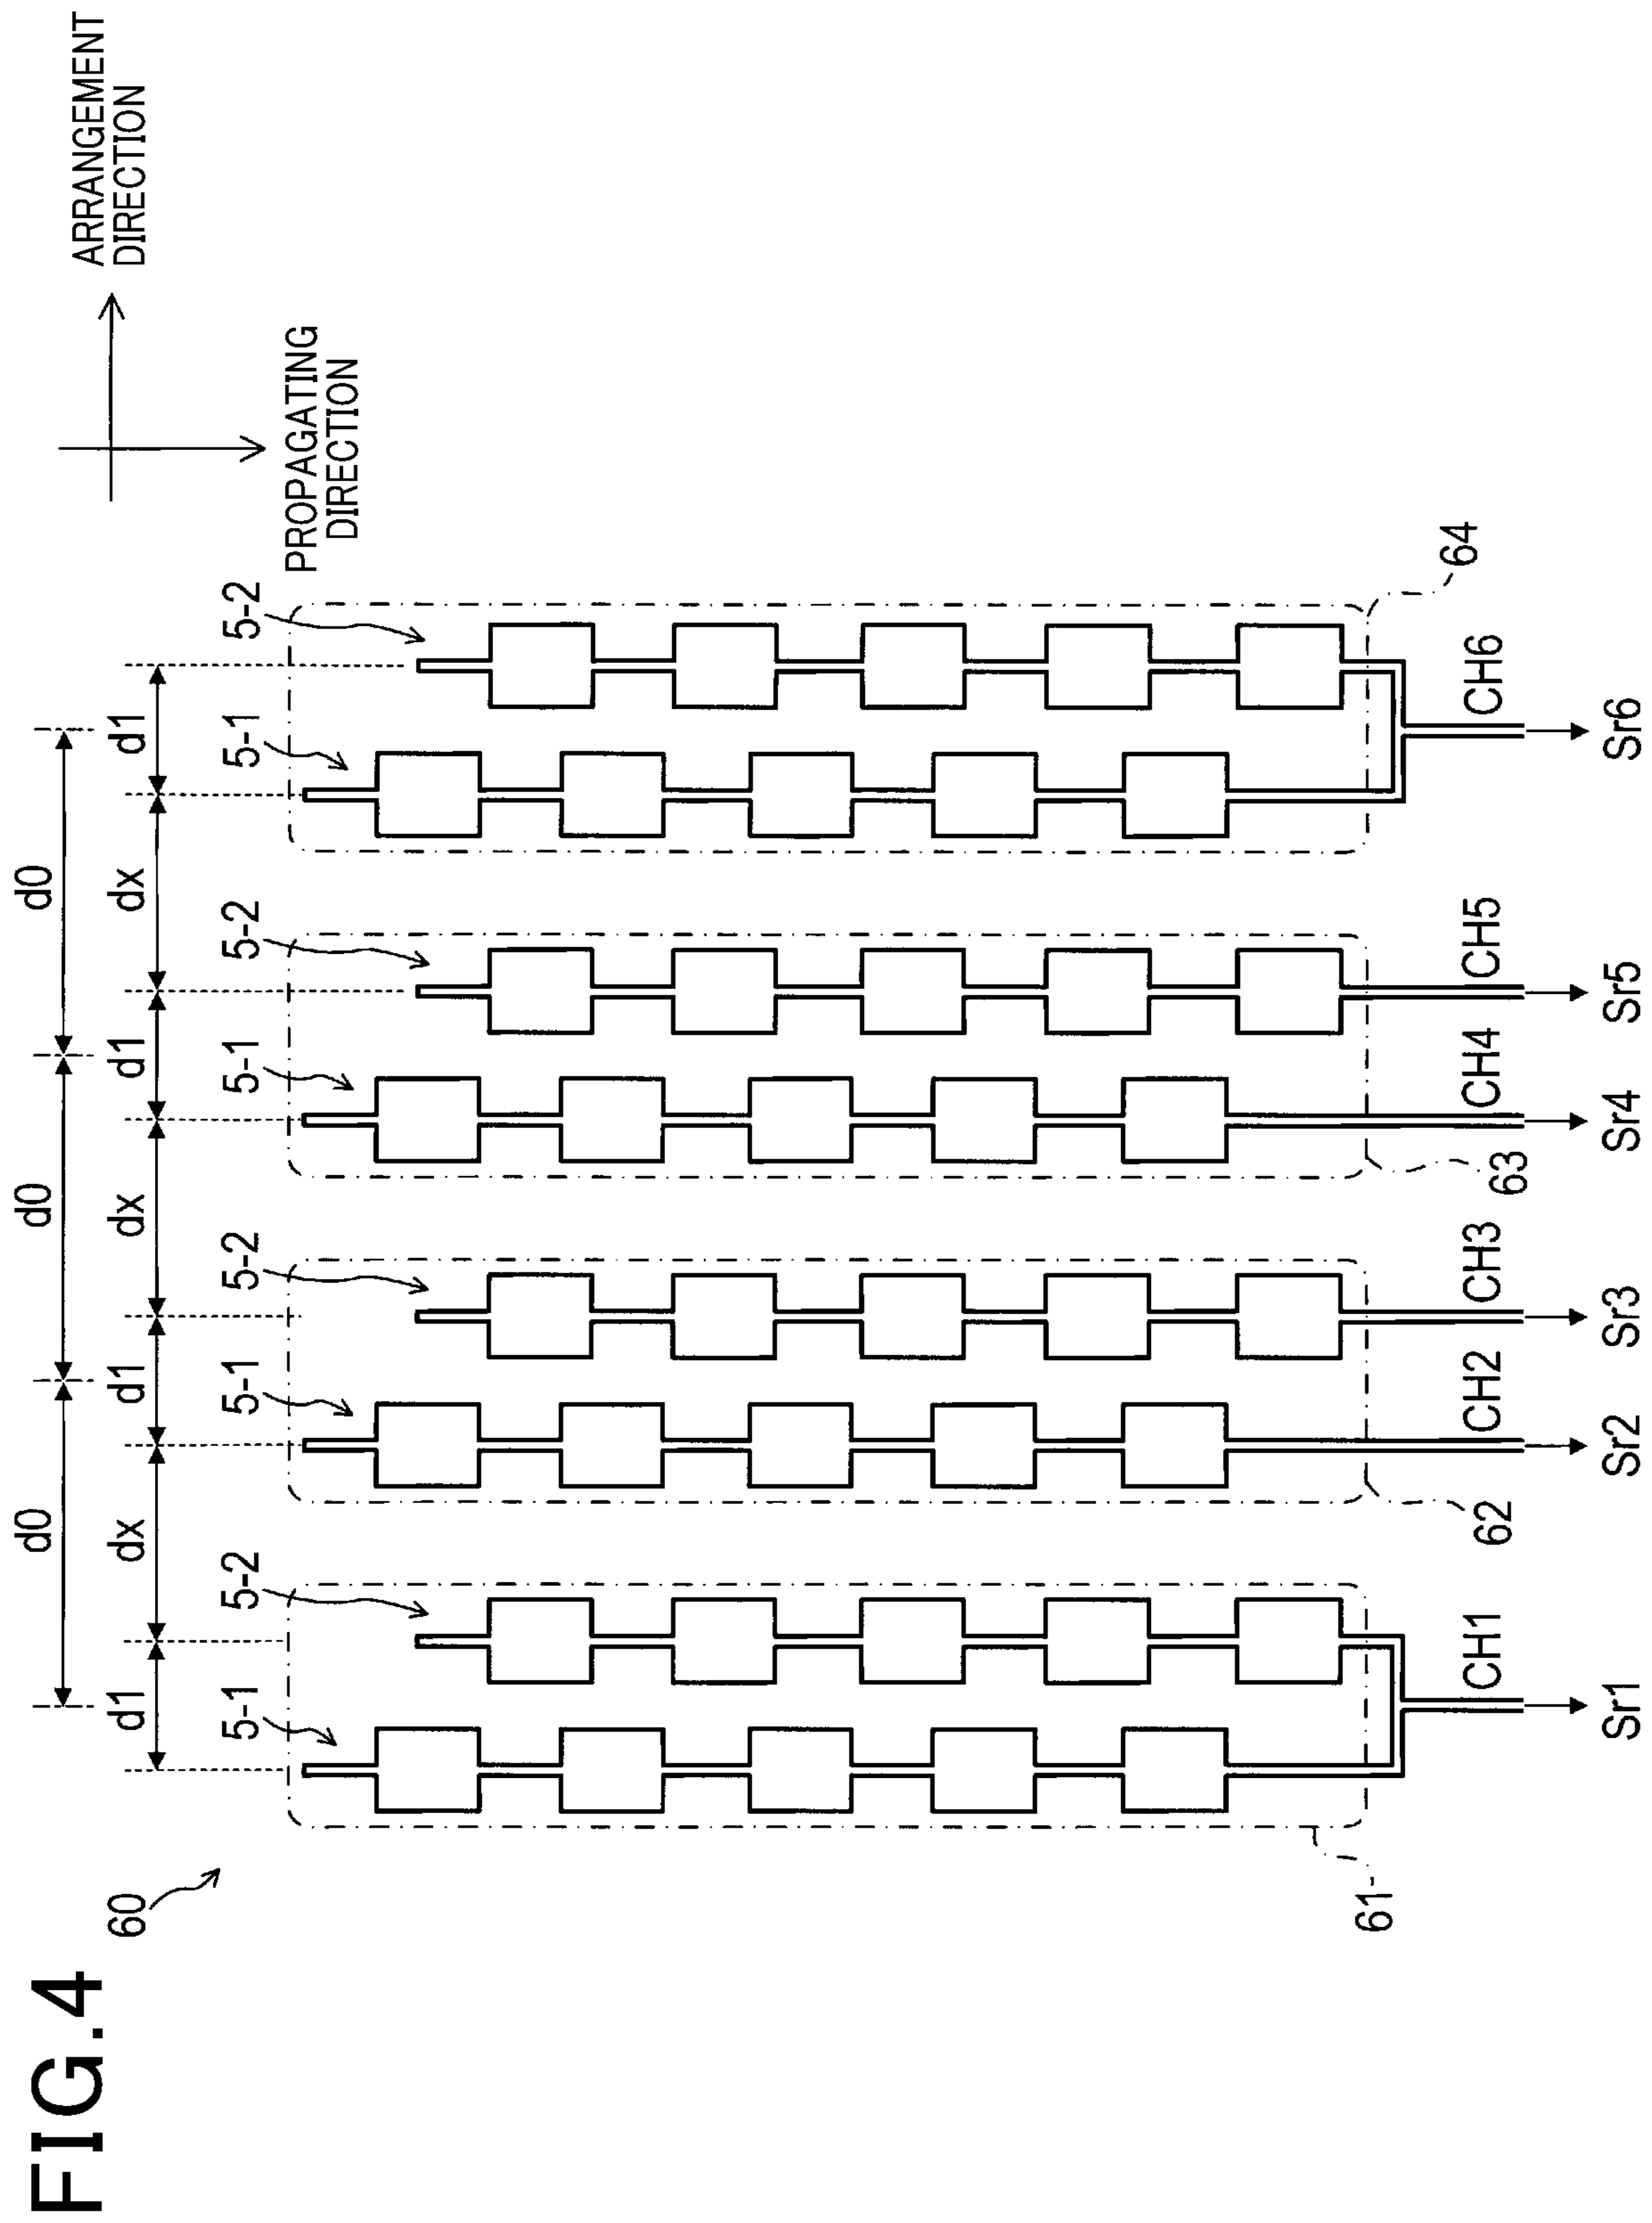 FIG.4
60
ARRANGEMENT
DIRECTION
PROPAGATING
DIRECTION
d0
d0
d0
d1
dx
d1
dx
d1
dx
d1
5-1
5-2
5-1
5-2
5-1
5-2
5-1
5-2
61
62
63
64
CH1
CH2
CH3
CH4
CH5
CH6
Sr1
Sr2
Sr3
Sr4
Sr5
Sr6